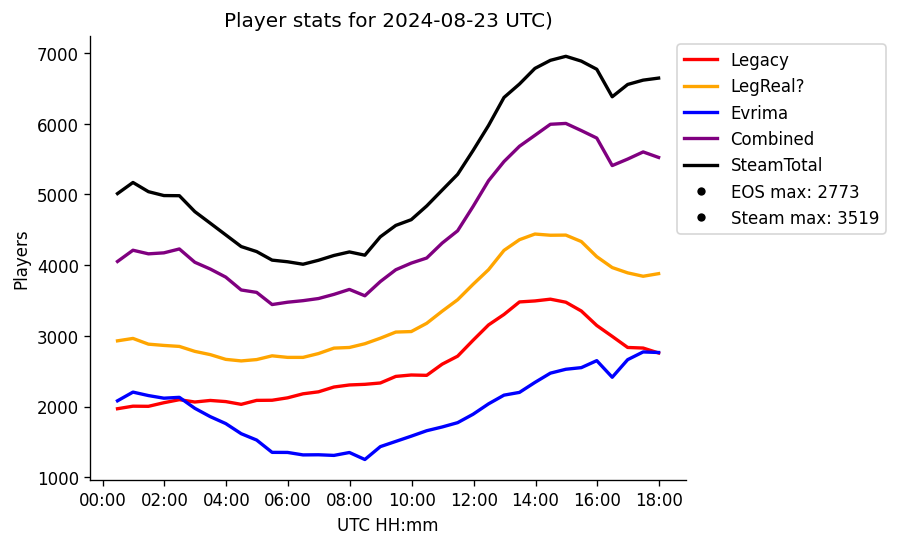 Player stats for 2024-08-23 UTC)
7000
6000
5000
4000
3000
2000
1000
Players
00:00 02:00 04:00 06:00 08:00 10:00 12:00 14:00 16:00 18:00
UTC HH:mm
Legacy
LegReal?
Evrima
Combined
SteamTotal
EOS max: 2773
Steam max: 3519